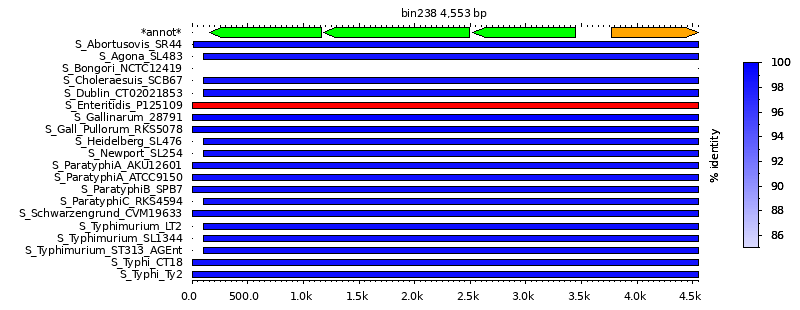 bin238 4,553 bp
*annot*
S_Abortusovis_SR44
S_Agona_SL483
S_Bongori_NCTC12419
S_Choleraesuis_SCB67
S_Dublin_CT02021853
S_Enteritidis_P125109
S_Gallinarum_28791
S_Gall_Pullorum_RKS5078
S_Heidelberg_SL476
S_Newport_SL254
S_ParatyphiA_AKU12601
S_ParatyphiA_ATCC9150
S_ParatyphiB_SPB7
S_ParatyphiC_RKS4594
S_Schwarzengrund_CVM19633
S_Typhimurium_LT2
S_Typhimurium_SL1344
S_Typhimurium_ST313_AGEnt
S_Typhi_CT18
S_Typhi_Ty2
0.0 500.0 1.0k 1.5k 2.0k 2.5k 3.0k 3.5k 4.0k 4.5k
% identity
100
98
96
94
92
90
88
86